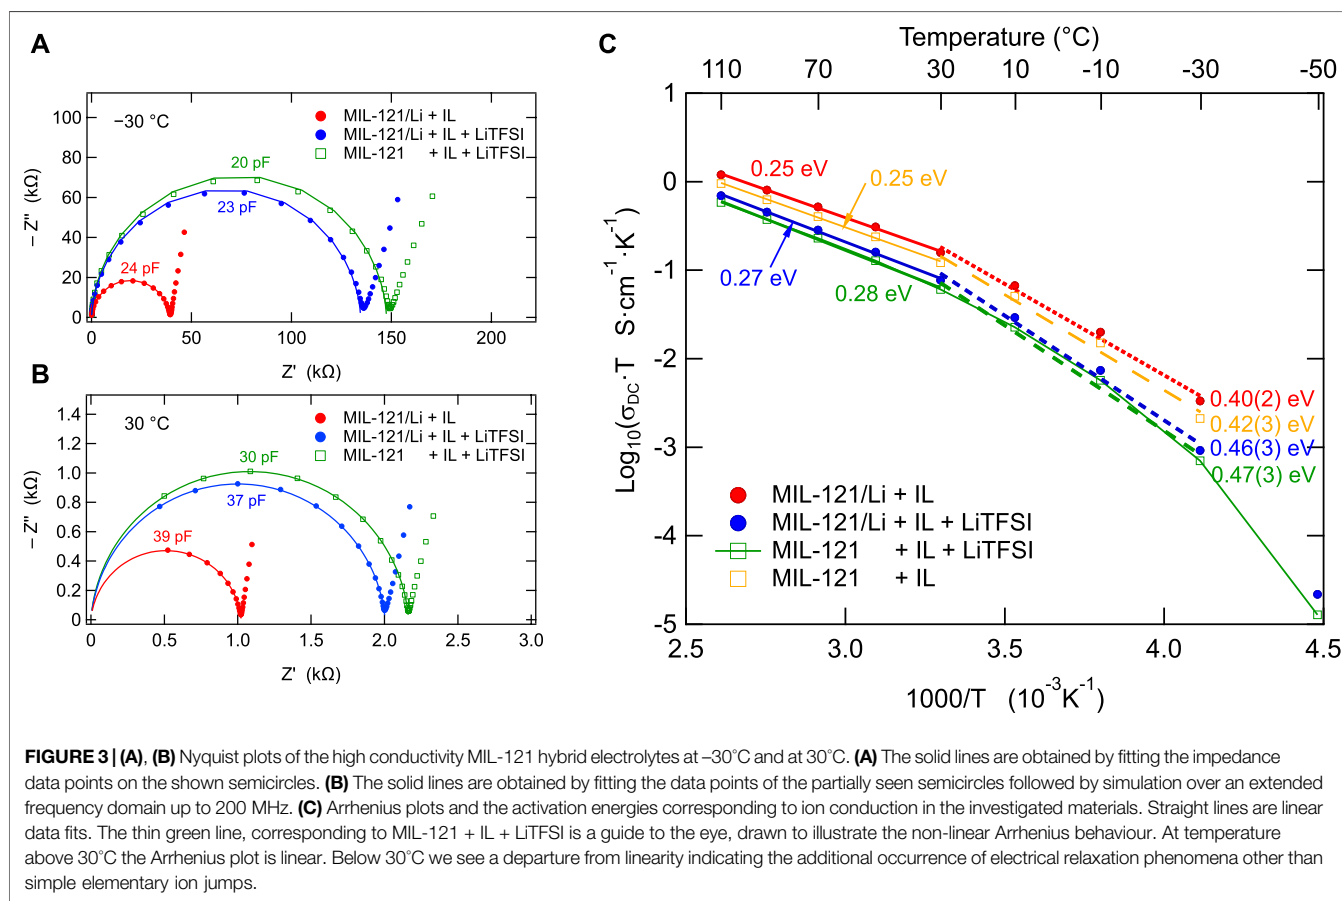 A
−30 °C
MIL-121/Li + IL
MIL-121/Li + IL + LiTFSI
MIL-121 + IL + LiTFSI
20 pF
23 pF
24 pF
100
80
60
40
20
0
− Z" (kΩ)
0 50 100 150 200
Z' (kΩ)
B
30 °C
MIL-121/Li + IL
MIL-121/Li + IL + LiTFSI
MIL-121 + IL + LiTFSI
30 pF
37 pF
39 pF
1.4
1.2
1.0
0.8
0.6
0.4
0.2
0
− Z" (kΩ)
0 0.5 1.0 1.5 2.0 2.5 3.0
Z' (kΩ)
C
Temperature (°C)
110 70 30 10 -10 -30 -50
1
0
-1
-2
-3
-4
-5
Log10(σDC·T S·cm-1·K-1)
0.25 eV
0.25 eV
0.27 eV
0.28 eV
0.40(2) eV
0.42(3) eV
0.46(3) eV
0.47(3) eV
MIL-121/Li + IL
MIL-121/Li + IL + LiTFSI
MIL-121 + IL + LiTFSI
MIL-121 + IL
2.5 3.0 3.5 4.0 4.5
1000/T (10-3K-1)
FIGURE 3 | (A), (B) Nyquist plots of the high conductivity MIL-121 hybrid electrolytes at –30°C and at 30°C. (A) The solid lines are obtained by fitting the impedance
data points on the shown semicircles. (B) The solid lines are obtained by fitting the data points of the partially seen semicircles followed by simulation over an extended
frequency domain up to 200 MHz. (C) Arrhenius plots and the activation energies corresponding to ion conduction in the investigated materials. Straight lines are linear
data fits. The thin green line, corresponding to MIL-121 + IL + LiTFSI is a guide to the eye, drawn to illustrate the non-linear Arrhenius behaviour. At temperature
above 30°C the Arrhenius plot is linear. Below 30°C we see a departure from linearity indicating the additional occurrence of electrical relaxation phenomena other than
simple elementary ion jumps.